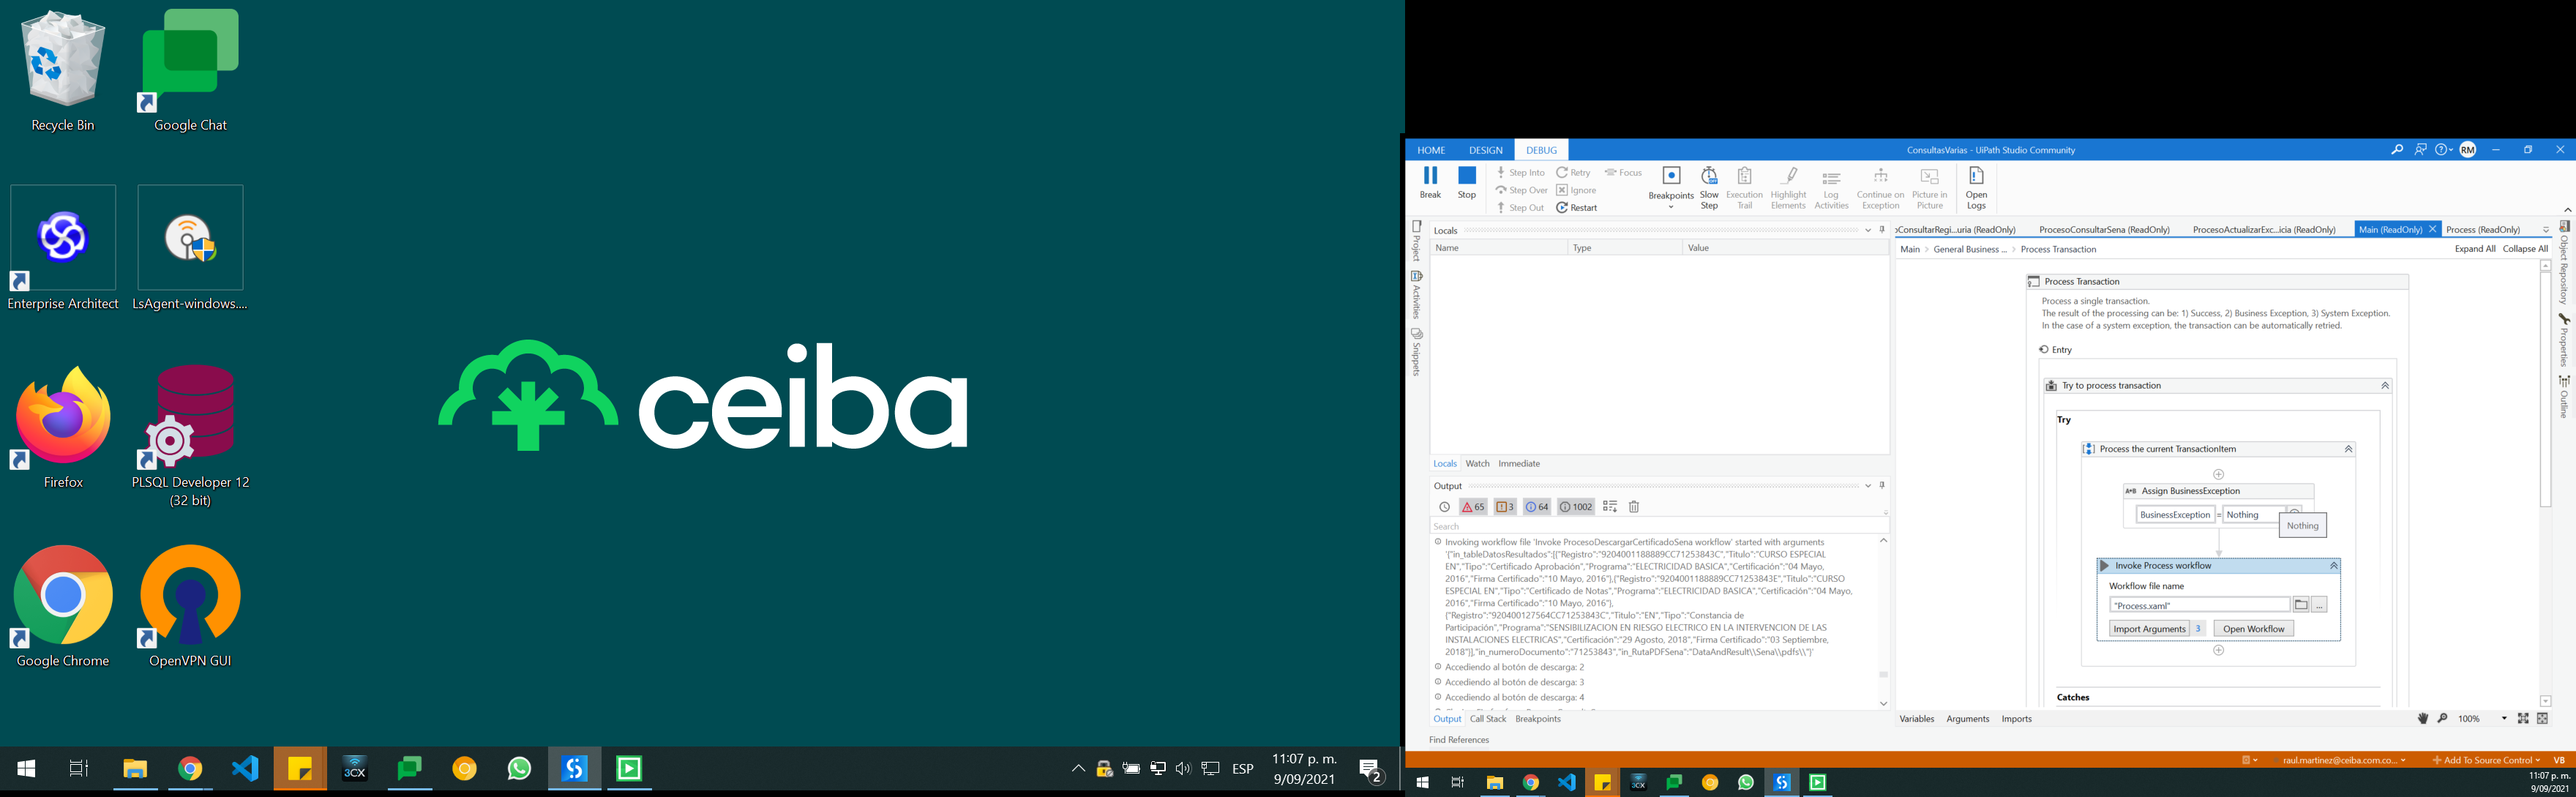 Recycle Bin
Google Chat
Enterprise Architect
LsAgent-windows....
Firefox
PLSQL Developer 12
(32 bit)
Google Chrome
OpenVPN GUI
ceiba
3CX
ESP
11:07 p. m.
9/09/2021
2
HOME
DESIGN
DEBUG
ConsultasVarias - UiPath Studio Community
RM
Break
Stop
Step Into
Step Over
Step Out
Retry
Ignore
Restart
Focus
Breakpoints
Slow
Step
Execution
Trail
Highlight
Elements
Log
Activities
Continue on
Exception
Picture in
Picture
Open
Logs
Project
Activities
Snippets
Locals
Name
Type
Value
Locals
Watch
Immediate
Output
65
3
64
1002
Search
Invoking workflow file 'Invoke ProcesoDescargarCertificadoSena workflow' started with arguments
'{"in_tableDatosResultados":[{"Registro":"9204001188889CC71253843C","Titulo":"CURSO ESPECIAL
EN","Tipo":"Certificado Aprobación","Programa":"ELECTRICIDAD BASICA","Certificación":"04 Mayo,
2016","Firma Certificado":"10 Mayo, 2016"},{"Registro":"9204001188889CC71253843E","Titulo":"CURSO
ESPECIAL EN","Tipo":"Certificado de Notas","Programa":"ELECTRICIDAD BASICA","Certificación":"04 Mayo,
2016","Firma Certificado":"10 Mayo, 2016"},
{"Registro":"920400127564CC71253843C","Titulo":"EN","Tipo":"Constancia de
Participación","Programa":"SENSIBILIZACION EN RIESGO ELECTRICO EN LA INTERVENCION DE LAS
INSTALACIONES ELECTRICAS","Certificación":"29 Agosto, 2018","Firma Certificado":"03 Septiembre,
2018"}],"in_numeroDocumento":"71253843","in_RutaPDFSena":"DataAndResult\\Sena\\pdfs\\"}'
Accediendo al botón de descarga: 2
Accediendo al botón de descarga: 3
Accediendo al botón de descarga: 4
Output
Call Stack
Breakpoints
Find References
oConsultarRegi...uria (ReadOnly)
ProcesoConsultarSena (ReadOnly)
ProcesoActualizarExc...icia (ReadOnly)
Main (ReadOnly)
Process (ReadOnly)
Main > General Business ... > Process Transaction
Expand All
Collapse All
Process Transaction
Process a single transaction.
The result of the processing can be: 1) Success, 2) Business Exception, 3) System Exception.
In the case of a system exception, the transaction can be automatically retried.
Entry
Try to process transaction
Try
Process the current TransactionItem
A+B Assign BusinessException
BusinessException = Nothing
Nothing
Invoke Process workflow
Workflow file name
"Process.xaml"
...
Import Arguments 3
Open Workflow
Catches
Variables
Arguments
Imports
100%
Object Repository
Properties
Outline
raul.martinez@ceiba.com.co...
Add To Source Control
VB
3CX
11:07 p. m.
9/09/2021